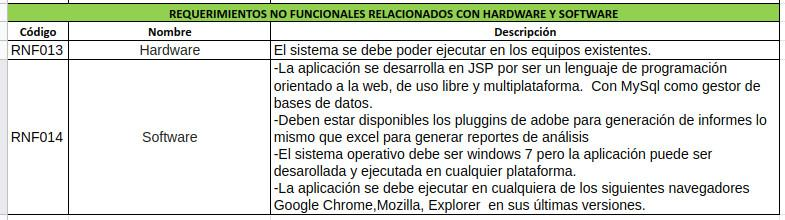 REQUERIMIENTOS NO FUNCIONALES RELACIONADOS CON HARDWARE Y SOFTWARE
Código Nombre Descripción
RNF013 Hardware El sistema se debe poder ejecutar en los equipos existentes.
RNF014 Software
-La aplicación se desarrolla en JSP por ser un lenguaje de programación
orientado a la web, de uso libre y multiplataforma. Con MySql como gestor de
bases de datos.
-Deben estar disponibles los pluggins de adobe para generación de informes lo
mismo que excel para generar reportes de análisis
-El sistema operativo debe ser windows 7 pero la aplicación puede ser
desarollada y ejecutada en cualquier plataforma.
-La aplicación se debe ejecutar en cualquiera de los siguientes navegadores
Google Chrome,Mozilla, Explorer en sus últimas versiones.